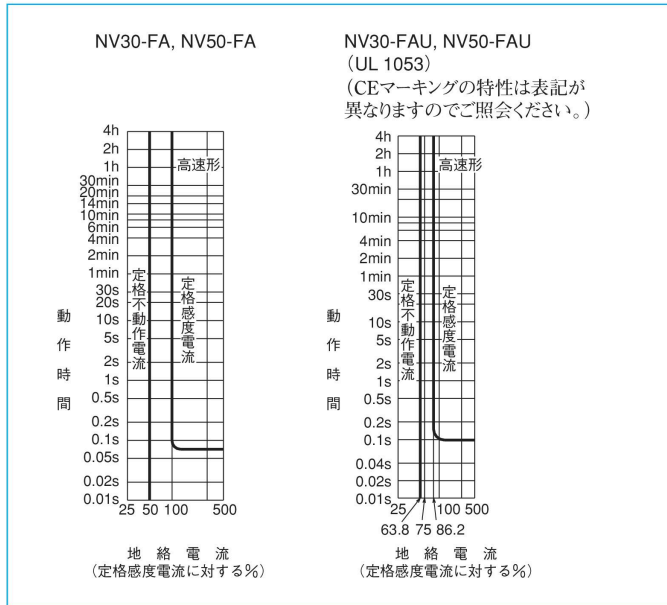 NV30-FA, NV50-FA
4h
2h
1h
30min
20min
14min
10min
6min
4min
2min
1min
30s
20s
10s
5s
2s
1s
0.5s
0.2s
0.1s
0.05s
0.02s
0.01s
動作時間
高速形
定格不動作電流
定格感度電流
25 50 100 500
地絡電流
(定格感度電流に対する%)
NV30-FAU, NV50-FAU
(UL 1053)
(CEマーキングの特性は表記が
異なりますのでご照会ください。)
4h
2h
1h
30min
10min
4min
2min
1min
30s
10s
5s
2s
1s
0.5s
0.2s
0.1s
0.04s
0.02s
0.01s
動作時間
高速形
定格不動作電流
定格感度電流
25 100 500
63.8 75 86.2
地絡電流
(定格感度電流に対する%)